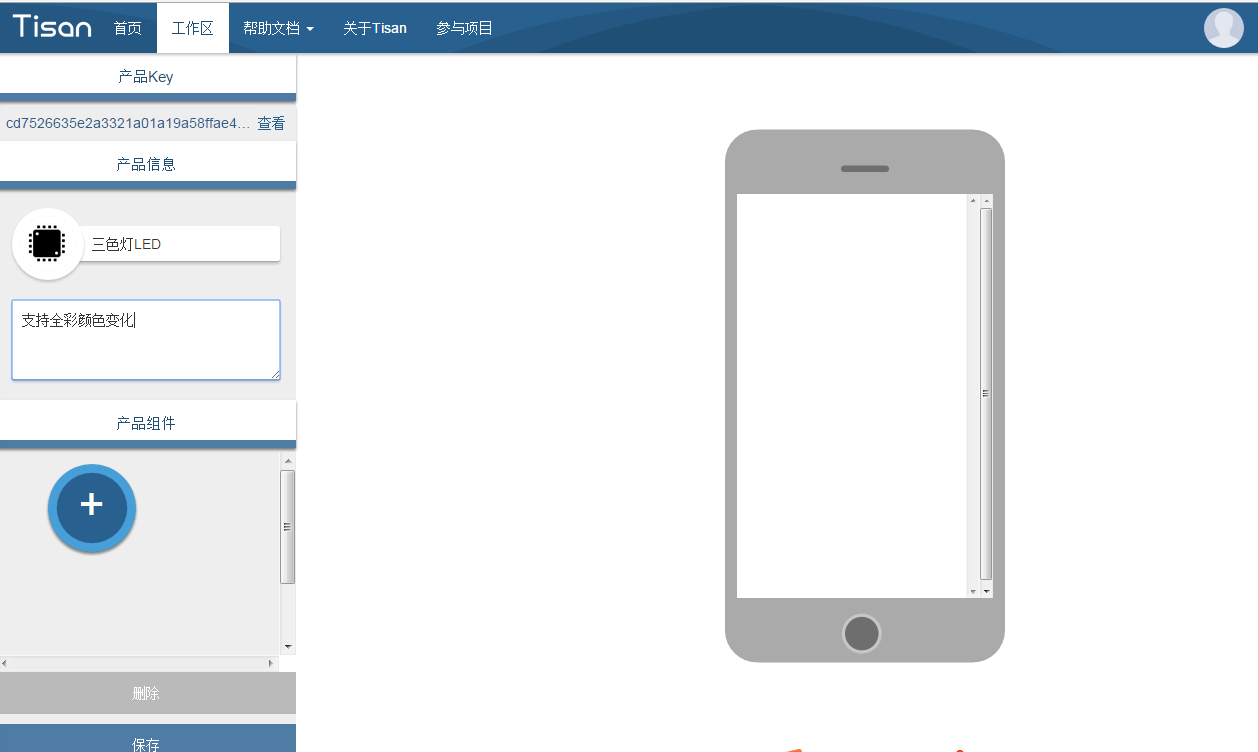 Tisan 首页 工作区 帮助文档 关于Tisan 参与项目
产品Key
cd7526635e2a3321a01a19a58ffae4... 查看
产品信息
三色灯LED
支持全彩颜色变化
产品组件
+
删除
保存